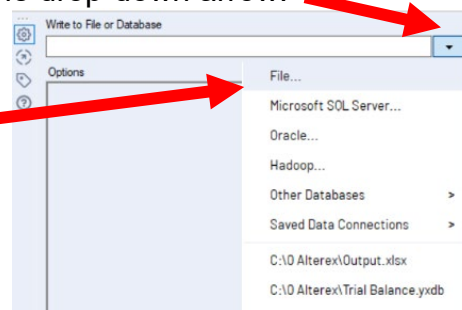 drop down arrow.
Write to File or Database
Options
File...
Microsoft SQL Server...
Oracle...
Hadoop...
Other Databases >
Saved Data Connections >
C:\0 Alterex\Output.xlsx
C:\0 Alterex\Trial Balance.yxdb